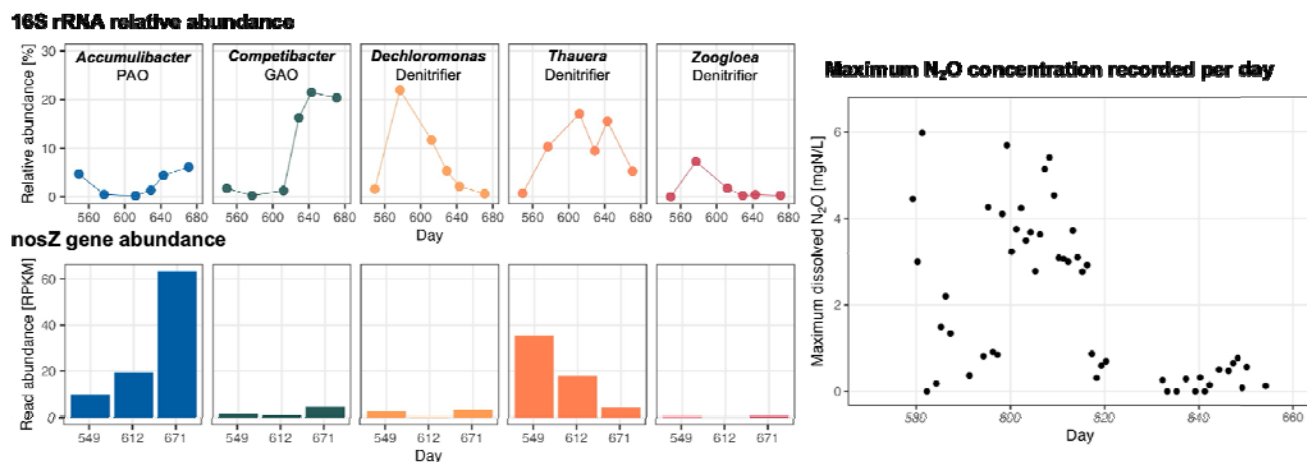 16S rRNA relative abundance
Relative abundance [%]
30
20
10
0
Accumulibacter
PAO
Competibacter
GAO
Dechloromonas
Denitrifier
Thauera
Denitrifier
Zoogloea
Denitrifier
560 600 640 680
560 600 640 680
560 600 640 680
560 600 640 680
560 600 640 680
Day
nosZ gene abundance
Read abundance [RPKM]
60
40
20
0
549 612 671
549 612 671
549 612 671
549 612 671
549 612 671
Day
Maximum N₂O concentration recorded per day
Maximum dissolved N₂O [mgN/L]
6
4
2
0
580 600 620 640 660
Day